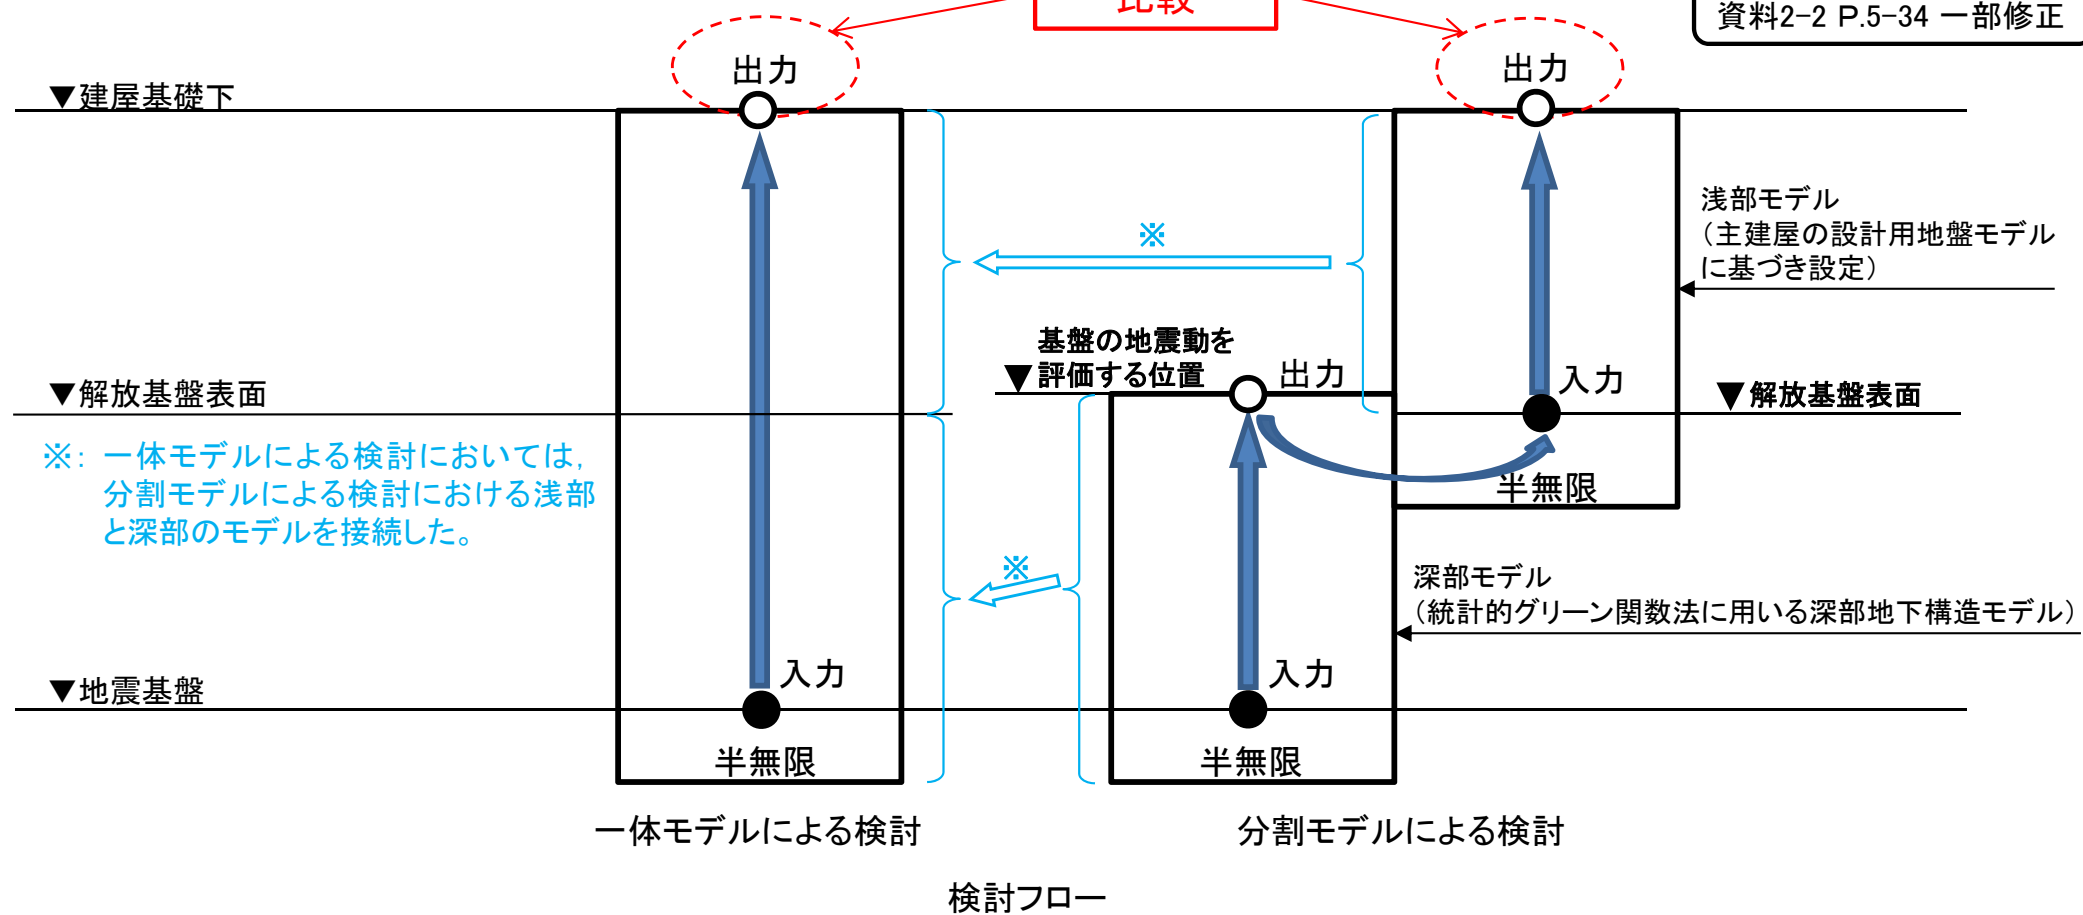 比較
資料2-2 P.5-34 一部修正
出力
出力
▼建屋基礎下
浅部モデル
（主建屋の設計用地盤モデル
に基づき設定）
※
基盤の地震動を
▼評価する位置
出力
入力
▼解放基盤表面
▼解放基盤表面
※： 一体モデルによる検討においては，
分割モデルによる検討における浅部
と深部のモデルを接続した。
半無限
※
深部モデル
（統計的グリーン関数法に用いる深部地下構造モデル）
入力
入力
▼地震基盤
半無限
半無限
一体モデルによる検討
分割モデルによる検討
検討フロー